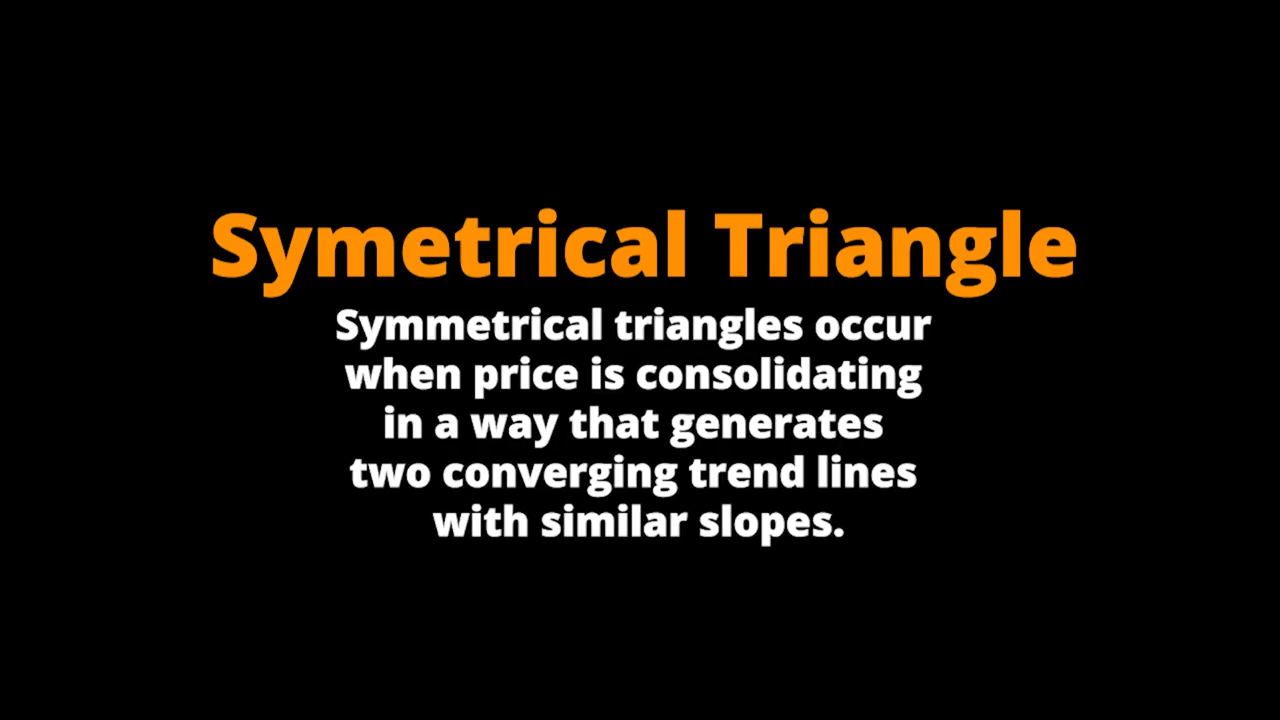 Symetrical Triangle
Symmetrical triangles occur
when price is consolidating
in a way that generates
two converging trend lines
with similar slopes.